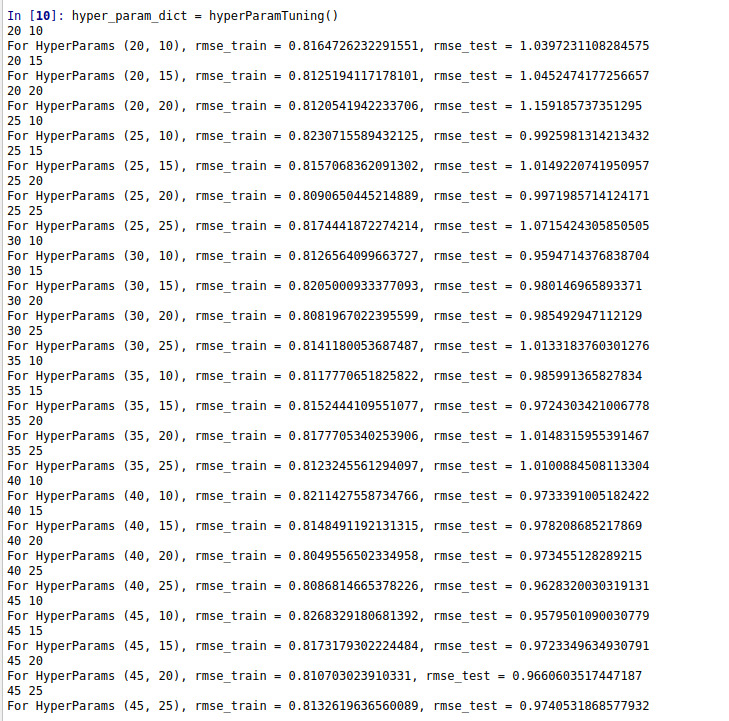 In [10]: hyper_param_dict = hyperParamTuning()
20 10
For HyperParams (20, 10), rmse_train = 0.8164726232291551, rmse_test = 1.0397231108284575
20 15
For HyperParams (20, 15), rmse_train = 0.8125194117178101, rmse_test = 1.0452474177256657
20 20
For HyperParams (20, 20), rmse_train = 0.8120541942233706, rmse_test = 1.159185737351295
25 10
For HyperParams (25, 10), rmse_train = 0.8230715589432125, rmse_test = 0.9925981314213432
25 15
For HyperParams (25, 15), rmse_train = 0.8157068362091302, rmse_test = 1.0149220741950957
25 20
For HyperParams (25, 20), rmse_train = 0.8090650445214889, rmse_test = 0.9971985714124171
25 25
For HyperParams (25, 25), rmse_train = 0.8174441872274214, rmse_test = 1.0715424305850505
30 10
For HyperParams (30, 10), rmse_train = 0.8126564099663727, rmse_test = 0.9594714376838704
30 15
For HyperParams (30, 15), rmse_train = 0.8205000933377093, rmse_test = 0.980146965893371
30 20
For HyperParams (30, 20), rmse_train = 0.8081967022395599, rmse_test = 0.985492947112129
30 25
For HyperParams (30, 25), rmse_train = 0.8141180053687487, rmse_test = 1.0133183760301276
35 10
For HyperParams (35, 10), rmse_train = 0.8117770651825822, rmse_test = 0.985991365827834
35 15
For HyperParams (35, 15), rmse_train = 0.8152444109551077, rmse_test = 0.9724303421006778
35 20
For HyperParams (35, 20), rmse_train = 0.8177705340253906, rmse_test = 1.0148315955391467
35 25
For HyperParams (35, 25), rmse_train = 0.8123245561294097, rmse_test = 1.0100884508113304
40 10
For HyperParams (40, 10), rmse_train = 0.8211427558734766, rmse_test = 0.9733391005182422
40 15
For HyperParams (40, 15), rmse_train = 0.8148491192131315, rmse_test = 0.978208685217869
40 20
For HyperParams (40, 20), rmse_train = 0.8049556502334958, rmse_test = 0.973455128289215
40 25
For HyperParams (40, 25), rmse_train = 0.8086814665378226, rmse_test = 0.9628320030319131
45 10
For HyperParams (45, 10), rmse_train = 0.8268329180681392, rmse_test = 0.9579501090030779
45 15
For HyperParams (45, 15), rmse_train = 0.8173179302224484, rmse_test = 0.9723349634930791
45 20
For HyperParams (45, 20), rmse_train = 0.810703023910331, rmse_test = 0.9660603517447187
45 25
For HyperParams (45, 25), rmse_train = 0.8132619636560089, rmse_test = 0.9740531868577932